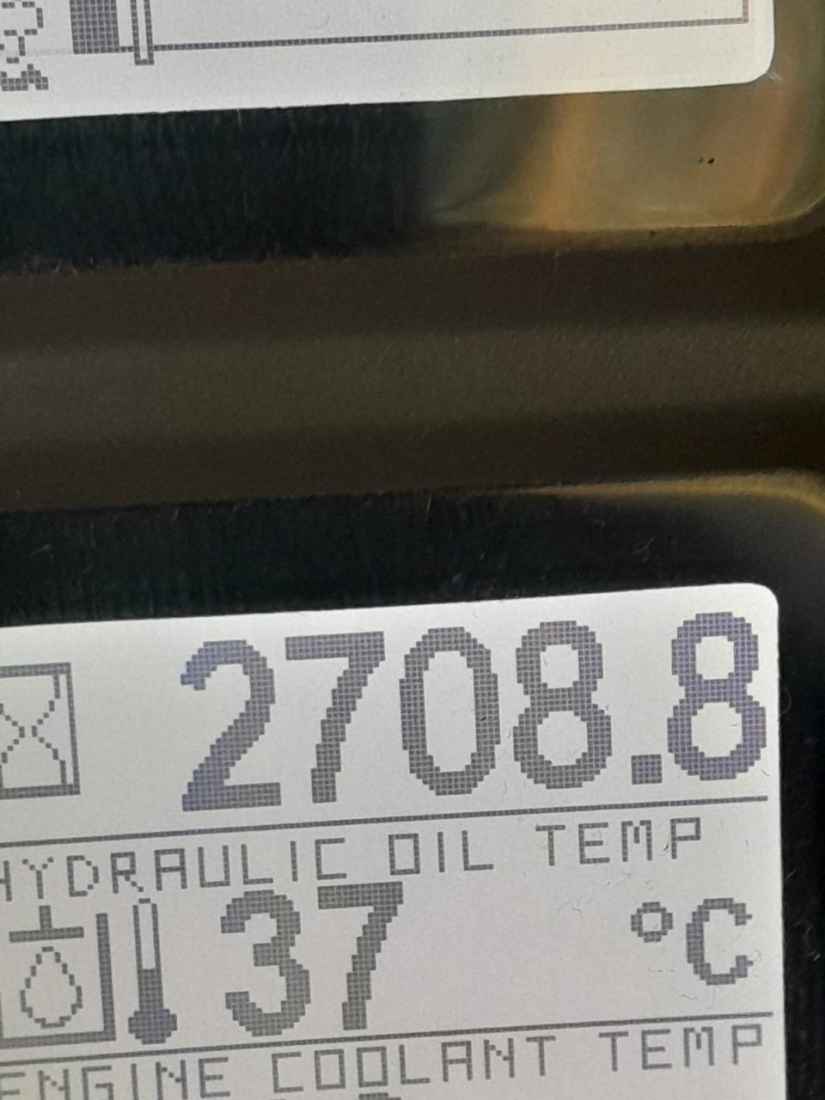 2708.8
HYDRAULIC OIL TEMP
37 °C
ENGINE COOLANT TEMP